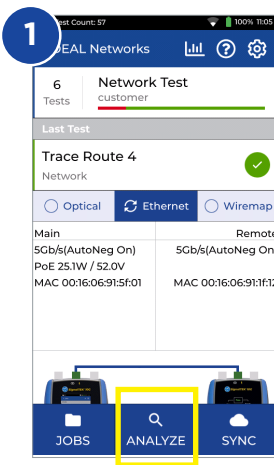 1
est Count: 57
100% 11:05
DEAL Networks
6
Tests
Network Test
customer
Last Test
Trace Route 4
Network
Optical
Ethernet
Wiremap
Main
Remote
5Gb/s(AutoNeg On)
5Gb/s(AutoNeg On
PoE 25.1W / 52.0V
MAC 00:16:06:91:5f:01
MAC 00:16:06:91:1f:12
JOBS
ANALYZE
SYNC